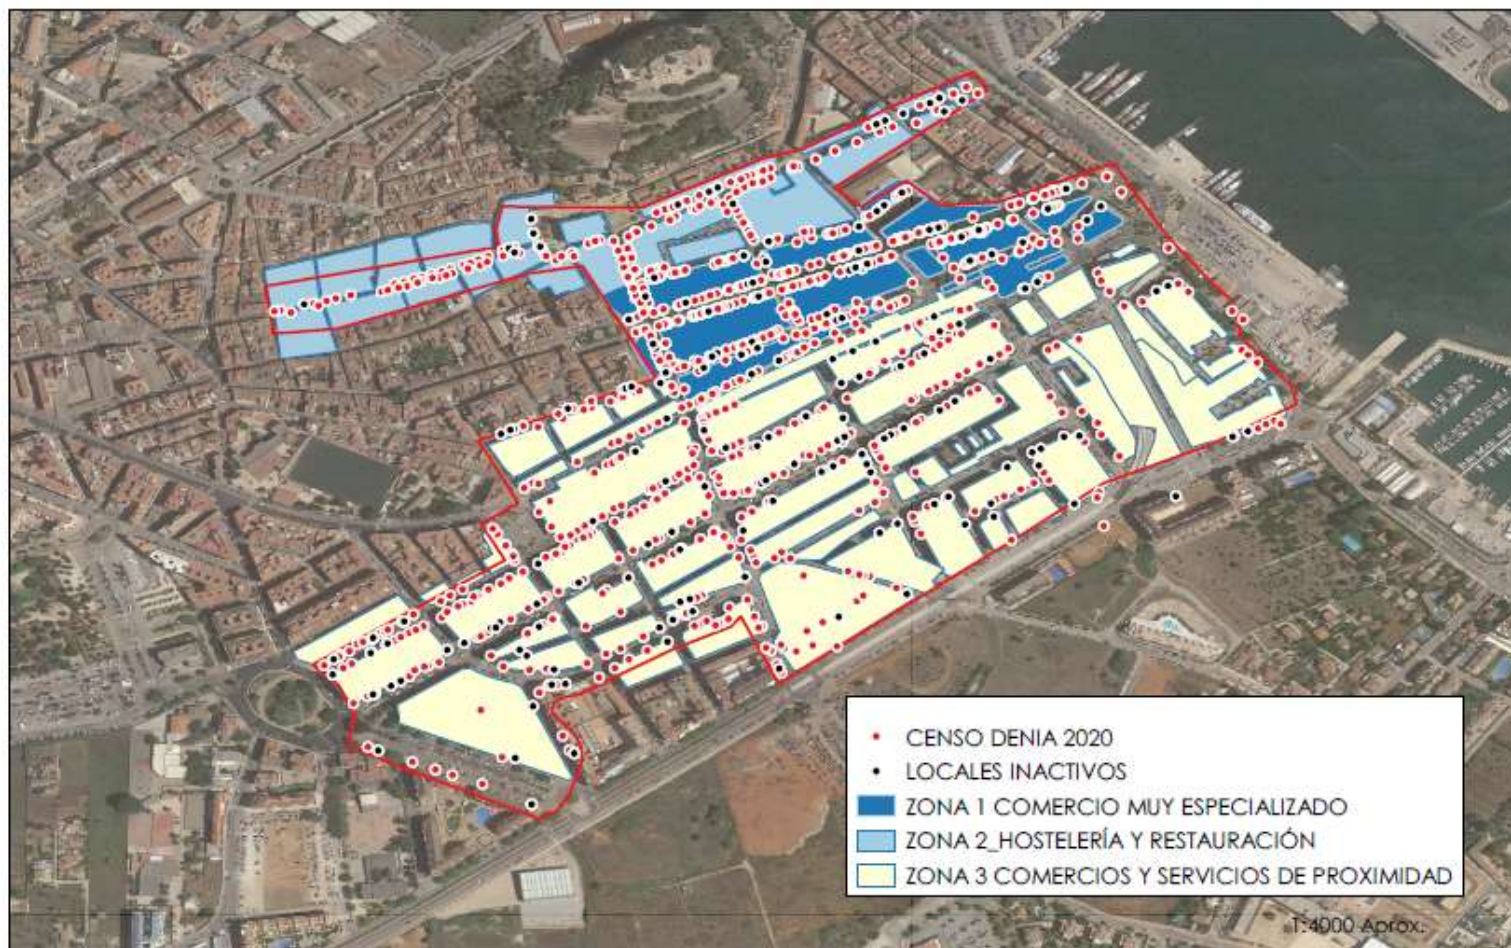 CENSO DENIA 2020
LOCALES INACTIVOS
ZONA 1 COMERCIO MUY ESPECIALIZADO
ZONA 2_HOSTELERÍA Y RESTAURACIÓN
ZONA 3 COMERCIOS Y SERVICIOS DE PROXIMIDAD
1:4000 Aprox.